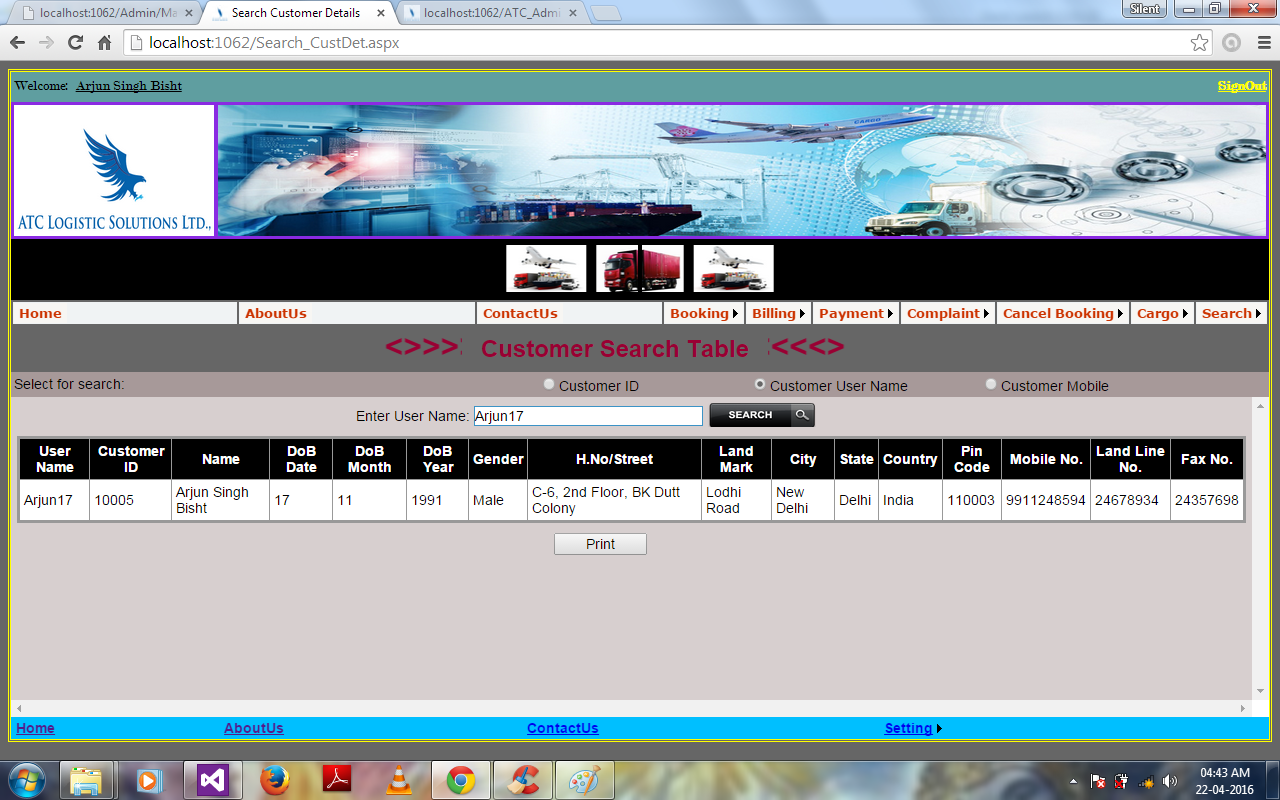 localhost:1062/Admin/Ma
Search Customer Details
localhost:1062/ATC_Admi
Silent
localhost:1062/Search_CustDet.aspx
Welcome: Arjun Singh Bisht
SignOut
CARGO
ATC LOGISTIC SOLUTIONS LTD.,
Home AboutUs ContactUs Booking Billing Payment Complaint Cancel Booking Cargo Search
<>>> Customer Search Table <<<>
Select for search: Customer ID Customer User Name Customer Mobile
Enter User Name: Arjun17 SEARCH
User Name Customer ID Name DoB Date DoB Month DoB Year Gender H.No/Street Land Mark City State Country Pin Code Mobile No. Land Line No. Fax No.
Arjun17 10005 Arjun Singh Bisht 17 11 1991 Male C-6, 2nd Floor, BK Dutt Colony Lodhi Road New Delhi Delhi India 110003 9911248594 24678934 24357698
Print
Home AboutUs ContactUs Setting
04:43 AM
22-04-2016